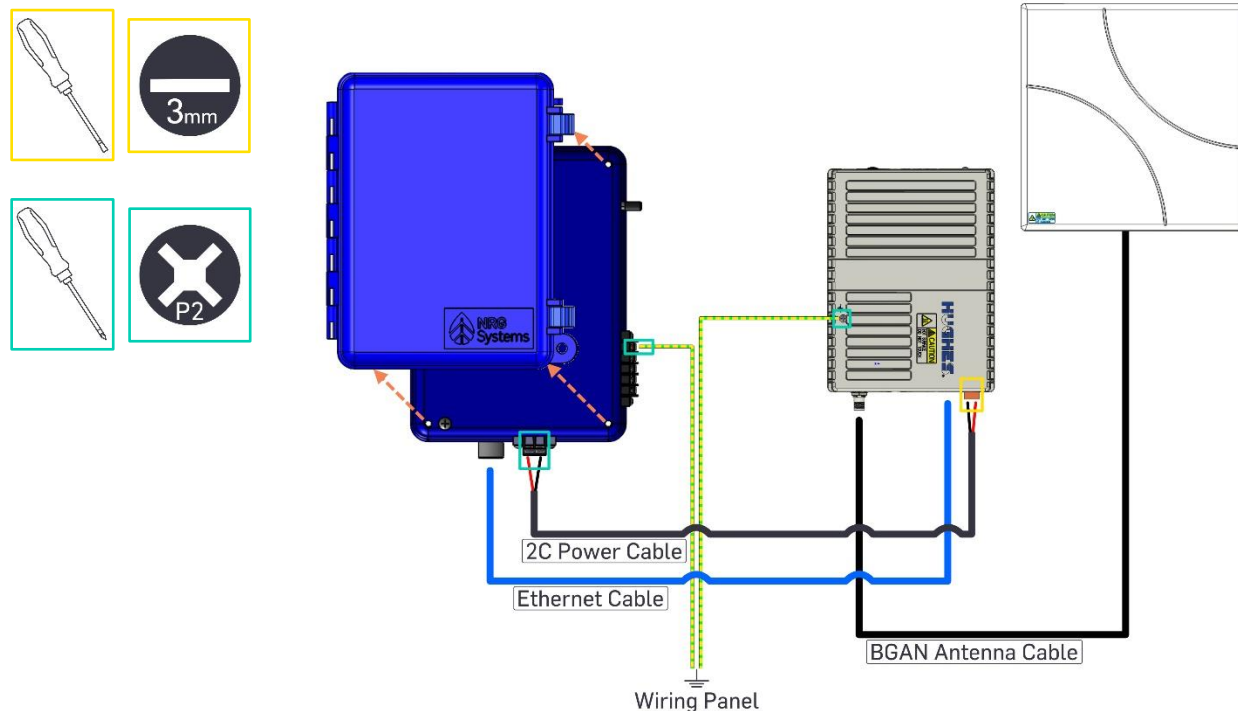 3mm
P2
NRG
Systems
HUGHES
CAUTION
2C Power Cable
Ethernet Cable
BGAN Antenna Cable
Wiring Panel